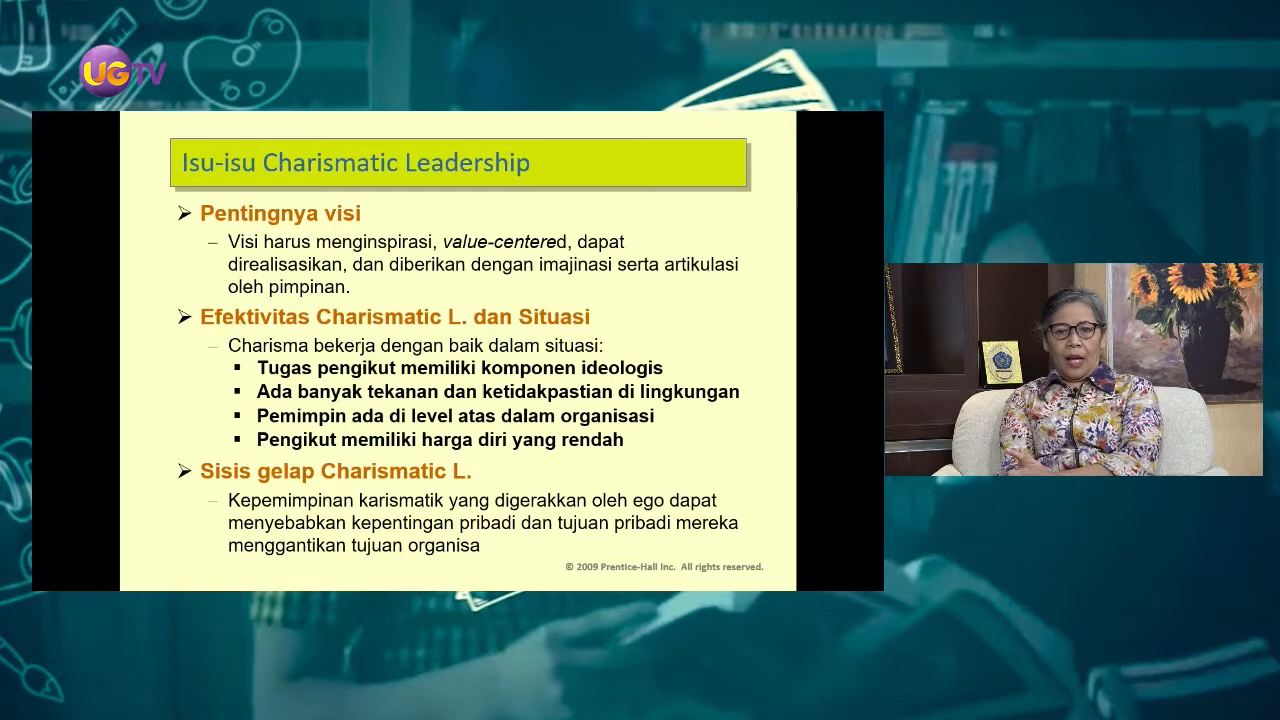 UGTV
Isu-isu Charismatic Leadership
➢ Pentingnya visi
– Visi harus menginspirasi, value-centered, dapat
direalisasikan, dan diberikan dengan imajinasi serta artikulasi
oleh pimpinan.
➢ Efektivitas Charismatic L. dan Situasi
– Charisma bekerja dengan baik dalam situasi:
▪ Tugas pengikut memiliki komponen ideologis
▪ Ada banyak tekanan dan ketidakpastian di lingkungan
▪ Pemimpin ada di level atas dalam organisasi
▪ Pengikut memiliki harga diri yang rendah
➢ Sisis gelap Charismatic L.
– Kepemimpinan karismatik yang digerakkan oleh ego dapat
menyebabkan kepentingan pribadi dan tujuan pribadi mereka
menggantikan tujuan organisa
© 2009 Prentice-Hall Inc. All rights reserved.